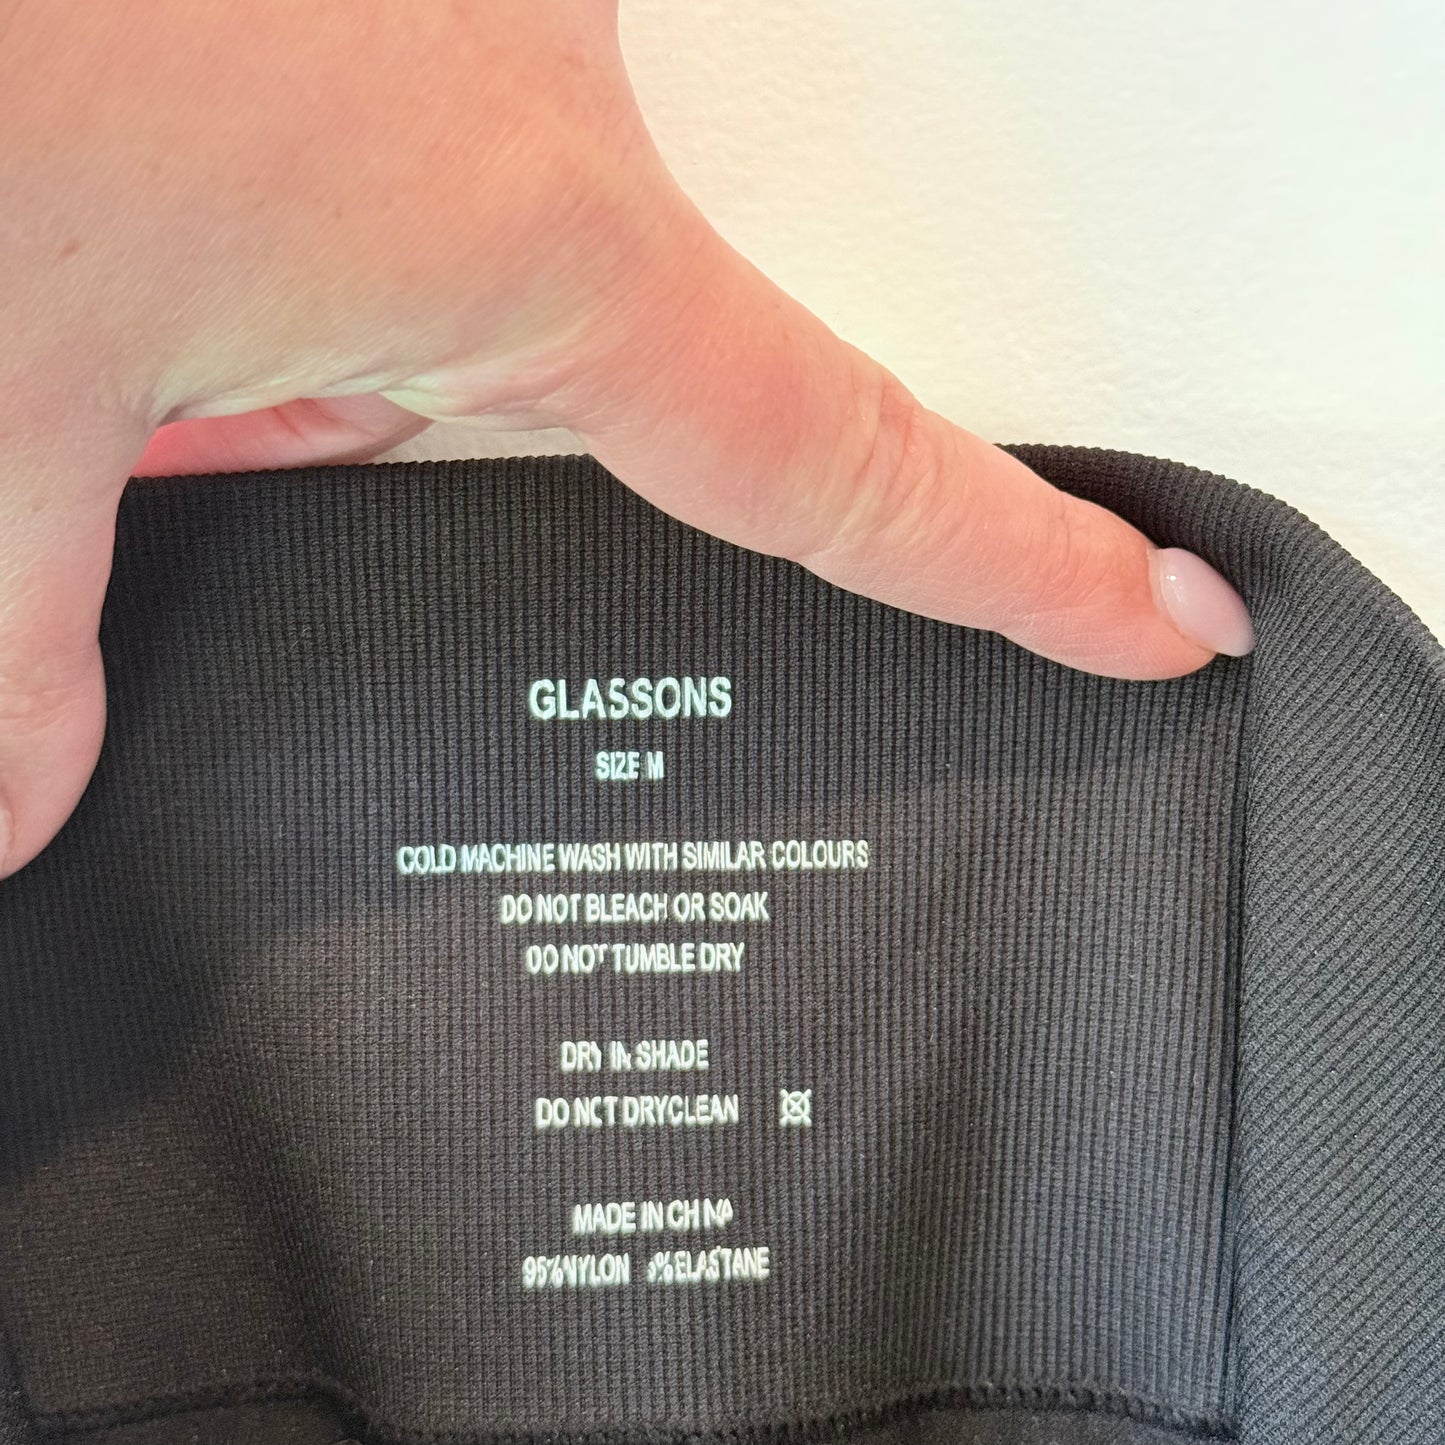 GLASSONS
SIZE M
COLD MACHINE WASH WITH SIMILAR COLOURS
DO NOT BLEACH OR SOAK
DO NOT TUMBLE DRY
DRY IN SHADE
DO NOT DRYCLEAN
MADE IN CHINA
95%NYLON ELASTANE